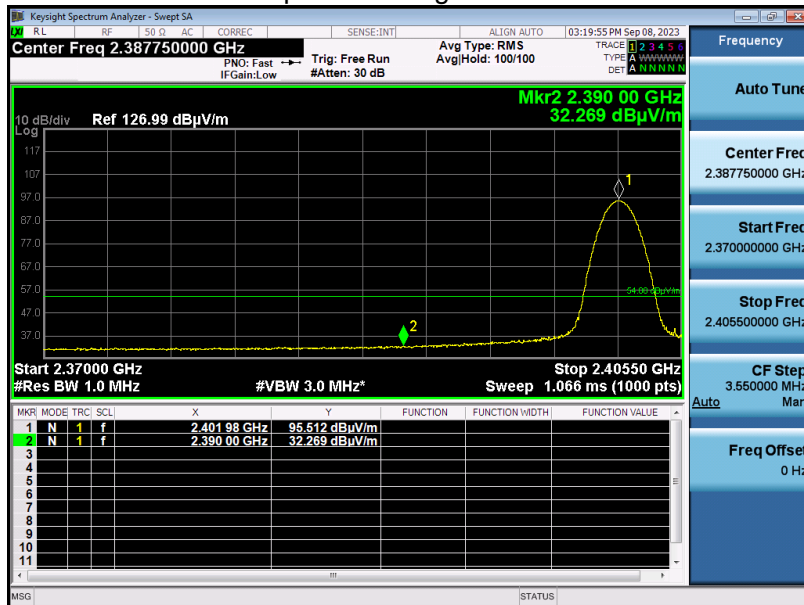 Keysight Spectrum Analyzer - Swept SA
RL RF 50 Ω AC CORREC SENSE:INT ALIGN AUTO 03:19:55 PM Sep 08, 2023
Center Freq 2.387750000 GHz
PNO: Fast
IFGain:Low
Trig: Free Run
#Atten: 30 dB
Avg Type: RMS
Avg|Hold: 100/100
TRACE 1 2 3 4 5 6
TYPE A WWWWW
DET A N N N N N
Mkr2 2.390 00 GHz
32.269 dBµV/m
10 dB/div Ref 126.99 dBµV/m
Log
117
107
97.0
87.0
77.0
67.0
57.0
47.0
37.0
1
54.00 dBµV/m
2
Start 2.37000 GHz Stop 2.40550 GHz
#Res BW 1.0 MHz #VBW 3.0 MHz* Sweep 1.066 ms (1000 pts)
MKR MODE TRC SCL X Y FUNCTION FUNCTION WIDTH FUNCTION VALUE
1 N 1 f 2.401 98 GHz 95.512 dBµV/m
2 N 1 f 2.390 00 GHz 32.269 dBµV/m
3
4
5
6
7
8
9
10
11
MSG STATUS
Frequency
Auto Tune
Center Freq
2.387750000 GHz
Start Freq
2.370000000 GHz
Stop Freq
2.405500000 GHz
CF Step
3.550000 MHz
Auto Man
Freq Offset
0 Hz